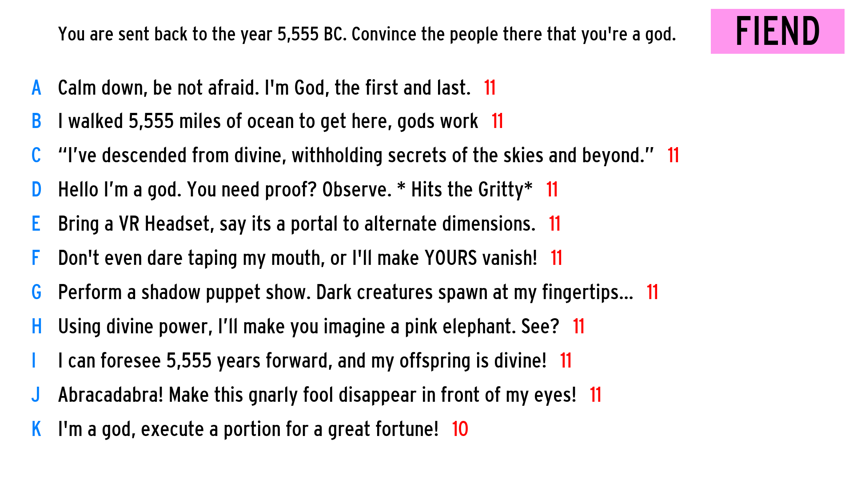 You are sent back to the year 5,555 BC. Convince the people there that you're a god.
FIEND
A Calm down, be not afraid. I'm God, the first and last. 11
B I walked 5,555 miles of ocean to get here, gods work 11
C “I’ve descended from divine, withholding secrets of the skies and beyond.” 11
D Hello I’m a god. You need proof? Observe. * Hits the Gritty* 11
E Bring a VR Headset, say its a portal to alternate dimensions. 11
F Don't even dare taping my mouth, or I'll make YOURS vanish! 11
G Perform a shadow puppet show. Dark creatures spawn at my fingertips... 11
H Using divine power, I’ll make you imagine a pink elephant. See? 11
I I can foresee 5,555 years forward, and my offspring is divine! 11
J Abracadabra! Make this gnarly fool disappear in front of my eyes! 11
K I'm a god, execute a portion for a great fortune! 10